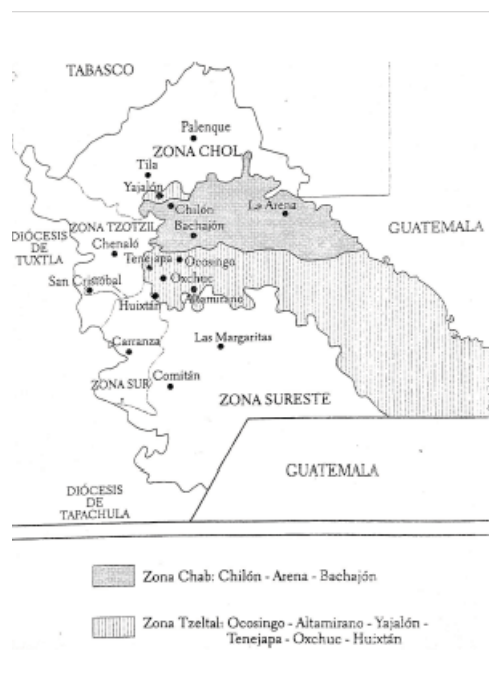 TABASCO
Palenque
ZONA CHOL
Tila
Yajalón
Chilón
La Arena
ZONA TZOTZIL
Bachajón
GUATEMALA
DIÓCESIS
DE
TUXTLA
Chenaló
Tenejapa
Ocosingo
Oxchuc
San Cristóbal
Altamirano
Huixtán
Las Margaritas
Carranza
ZONA SUR
Comitán
ZONA SURESTE
GUATEMALA
DIÓCESIS
DE
TAPACHULA
Zona Chab: Chilón - Arena - Bachajón
Zona Tzeltal: Ocosingo - Altamirano - Yajalón -
Tenejapa - Oxchuc - Huixtán